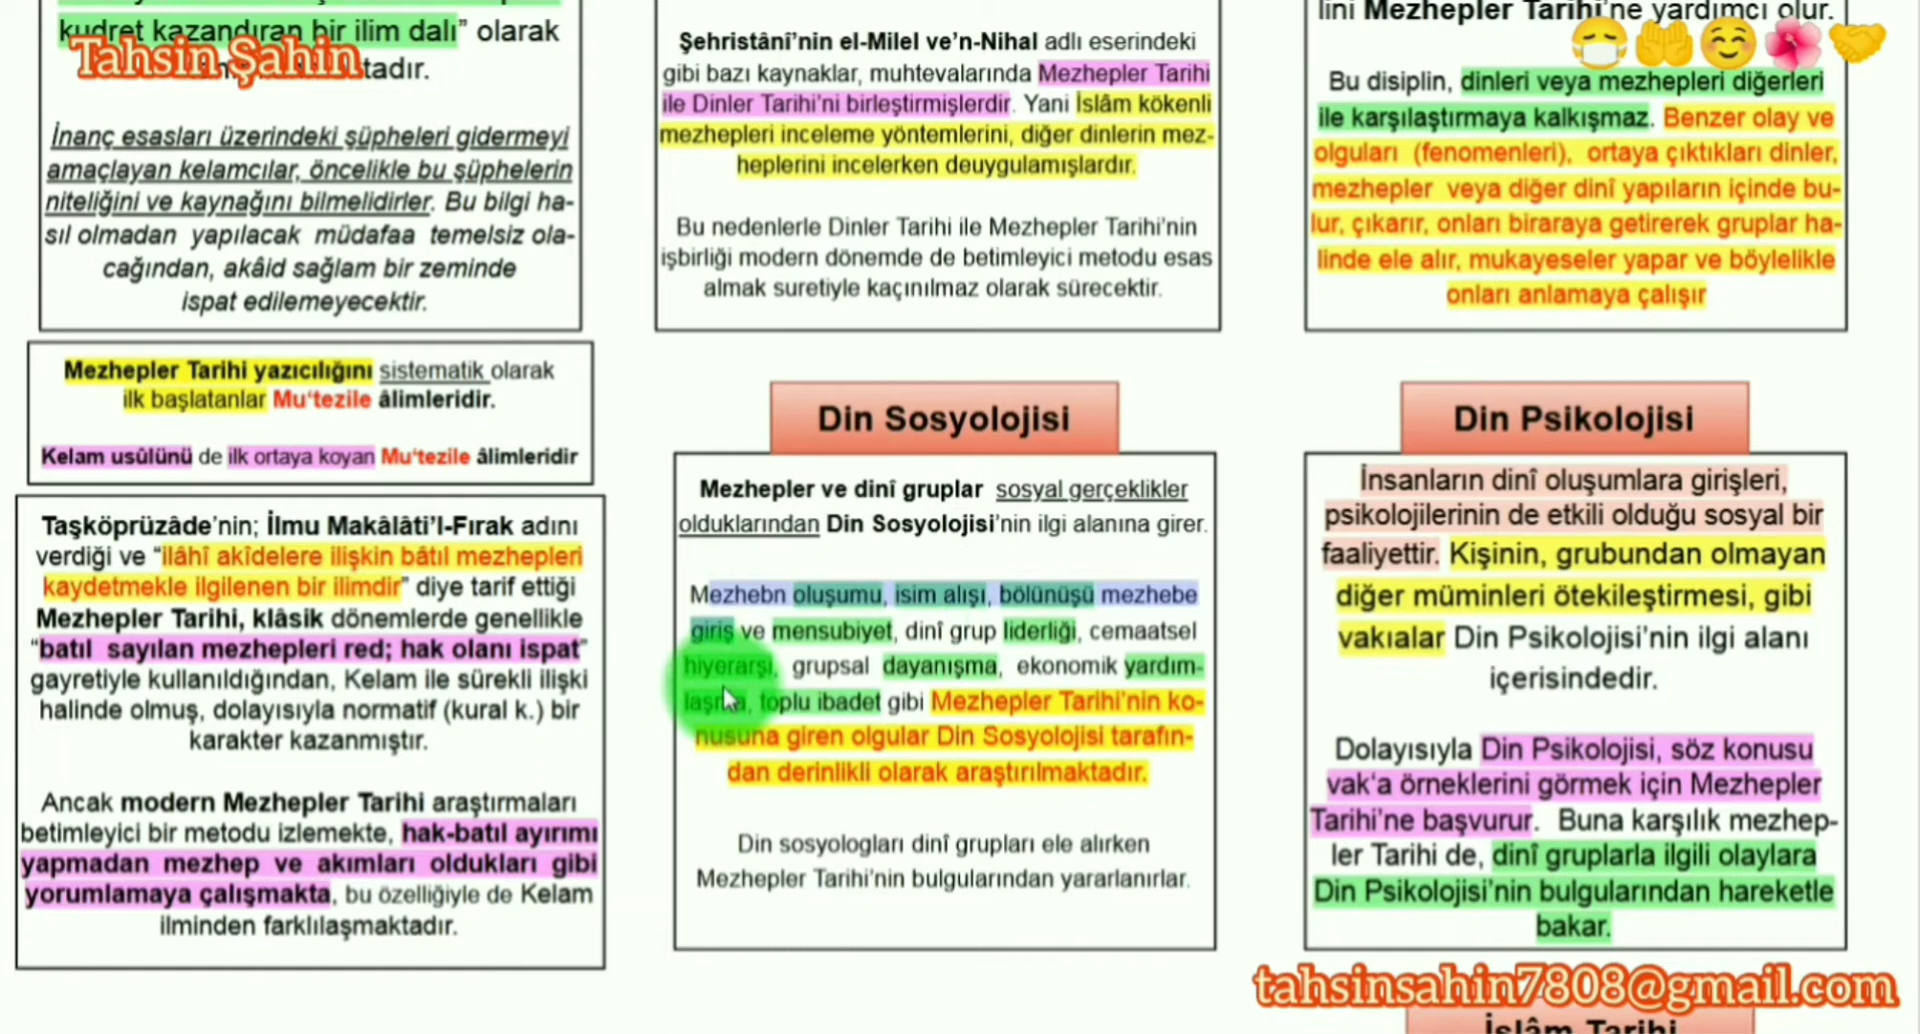 kudret kazandıran bir ilim dalı” olarak
Tahsin Şahin
tadır.
İnanç esasları üzerindeki şüpheleri gidermeyi
amaçlayan kelamcılar, öncelikle bu şüphelerin
niteliğini ve kaynağını bilmelidirler. Bu bilgi ha-
sıl olmadan yapılacak müdafaa temelsiz ola-
cağından, akâid sağlam bir zeminde
ispat edilemeyecektir.
Mezhepler Tarihi yazıcılığını sistematik olarak
ilk başlatanlar Mu‘tezile âlimleridir.
Kelam usûlünü de ilk ortaya koyan Mu‘tezile âlimleridir
Taşköprüzâde’nin; İlmu Makâlâti’l-Fırak adını
verdiği ve “ilâhî akîdelere ilişkin bâtıl mezhepleri
kaydetmekle ilgilenen bir ilimdir” diye tarif ettiği
Mezhepler Tarihi, klâsik dönemlerde genellikle
“batıl sayılan mezhepleri red; hak olanı ispat”
gayretiyle kullanıldığından, Kelam ile sürekli ilişki
halinde olmuş, dolayısıyla normatif (kural k.) bir
karakter kazanmıştır.
Ancak modern Mezhepler Tarihi araştırmaları
betimleyici bir metodu izlemekte, hak-batıl ayırımı
yapmadan mezhep ve akımları oldukları gibi
yorumlamaya çalışmakta, bu özelliğiyle de Kelam
ilminden farklılaşmaktadır.
Şehristânî’nin el-Milel ve’n-Nihal adlı eserindeki
gibi bazı kaynaklar, muhtevalarında Mezhepler Tarihi
ile Dinler Tarihi’ni birleştirmişlerdir. Yani İslâm kökenli
mezhepleri inceleme yöntemlerini, diğer dinlerin mez-
heplerini incelerken deuygulamışlardır.
Bu nedenlerle Dinler Tarihi ile Mezhepler Tarihi’nin
işbirliği modern dönemde de betimleyici metodu esas
almak suretiyle kaçınılmaz olarak sürecektir.
Din Sosyolojisi
Mezhepler ve dinî gruplar sosyal gerçeklikler
olduklarından Din Sosyolojisi’nin ilgi alanına girer.
Mezhebn oluşumu, isim alışı, bölünüşü mezhebe
giriş ve mensubiyet, dinî grup liderliği, cemaatsel
hiyerarşi, grupsal dayanışma, ekonomik yardım-
laşma, toplu ibadet gibi Mezhepler Tarihi’nin ko-
nusuna giren olgular Din Sosyolojisi tarafın-
dan derinlikli olarak araştırılmaktadır.
Din sosyologları dinî grupları ele alırken
Mezhepler Tarihi’nin bulgularından yararlanırlar.
lini Mezhepler Tarihi’ne yardımcı olur.
Bu disiplin, dinleri veya mezhepleri diğerleri
ile karşılaştırmaya kalkışmaz. Benzer olay ve
olguları (fenomenleri), ortaya çıktıkları dinler,
mezhepler veya diğer dinî yapıların içinde bu-
lur, çıkarır, onları biraraya getirerek gruplar ha-
linde ele alır, mukayeseler yapar ve böylelikle
onları anlamaya çalışır
Din Psikolojisi
İnsanların dinî oluşumlara girişleri,
psikolojilerinin de etkili olduğu sosyal bir
faaliyettir. Kişinin, grubundan olmayan
diğer müminleri ötekileştirmesi, gibi
vakıalar Din Psikolojisi’nin ilgi alanı
içerisindedir.
Dolayısıyla Din Psikolojisi, söz konusu
vak‘a örneklerini görmek için Mezhepler
Tarihi’ne başvurur. Buna karşılık mezhep-
ler Tarihi de, dinî gruplarla ilgili olaylara
Din Psikolojisi’nin bulgularından hareketle
bakar.
tahsinsahin7808@gmail.com
İslâm Tarihi